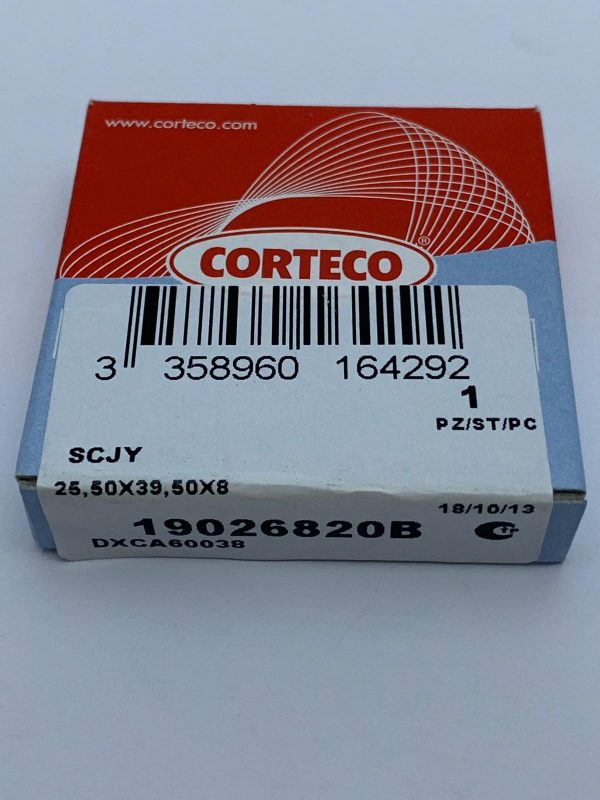 www.corteco.com
CORTECO®
3 358960 164292
1
PZ/ST/PC
SCJY
25,50X39,50X8
18/10/13
19026820B
DXCA60038